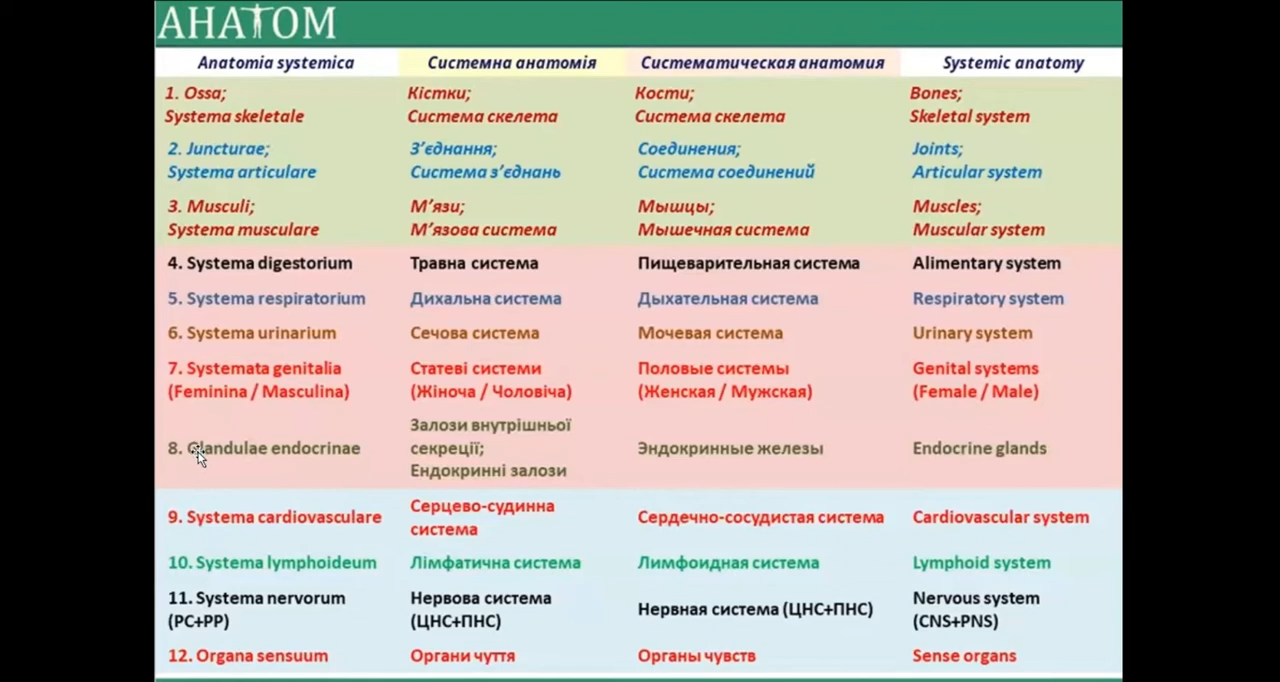 АНАТОМ
Anatomia systemica Системна анатомія Систематическая анатомия Systemic anatomy
1. Ossa; Кістки; Кости; Bones;
Systema skeletale Система скелета Система скелета Skeletal system
2. Juncturae; З’єднання; Соединения; Joints;
Systema articulare Система з’єднань Система соединений Articular system
3. Musculi; М’язи; Мышцы; Muscles;
Systema musculare М’язова система Мышечная система Muscular system
4. Systema digestorium Травна система Пищеварительная система Alimentary system
5. Systema respiratorium Дихальна система Дыхательная система Respiratory system
6. Systema urinarium Сечова система Мочевая система Urinary system
7. Systemata genitalia Статеві системи Половые системы Genital systems
(Feminina / Masculina) (Жіноча / Чоловіча) (Женская / Мужская) (Female / Male)
Залози внутрішньої
8. Glandulae endocrinae секреції; Эндокринные железы Endocrine glands
Ендокринні залози
Серцево-судинна
9. Systema cardiovasculare система Сердечно-сосудистая система Cardiovascular system
10. Systema lymphoideum Лімфатична система Лимфоидная система Lymphoid system
11. Systema nervorum Нервова система Нервная система (ЦНС+ПНС) Nervous system
(PC+PP) (ЦНС+ПНС) (CNS+PNS)
12. Organa sensuum Органи чуття Органы чувств Sense organs